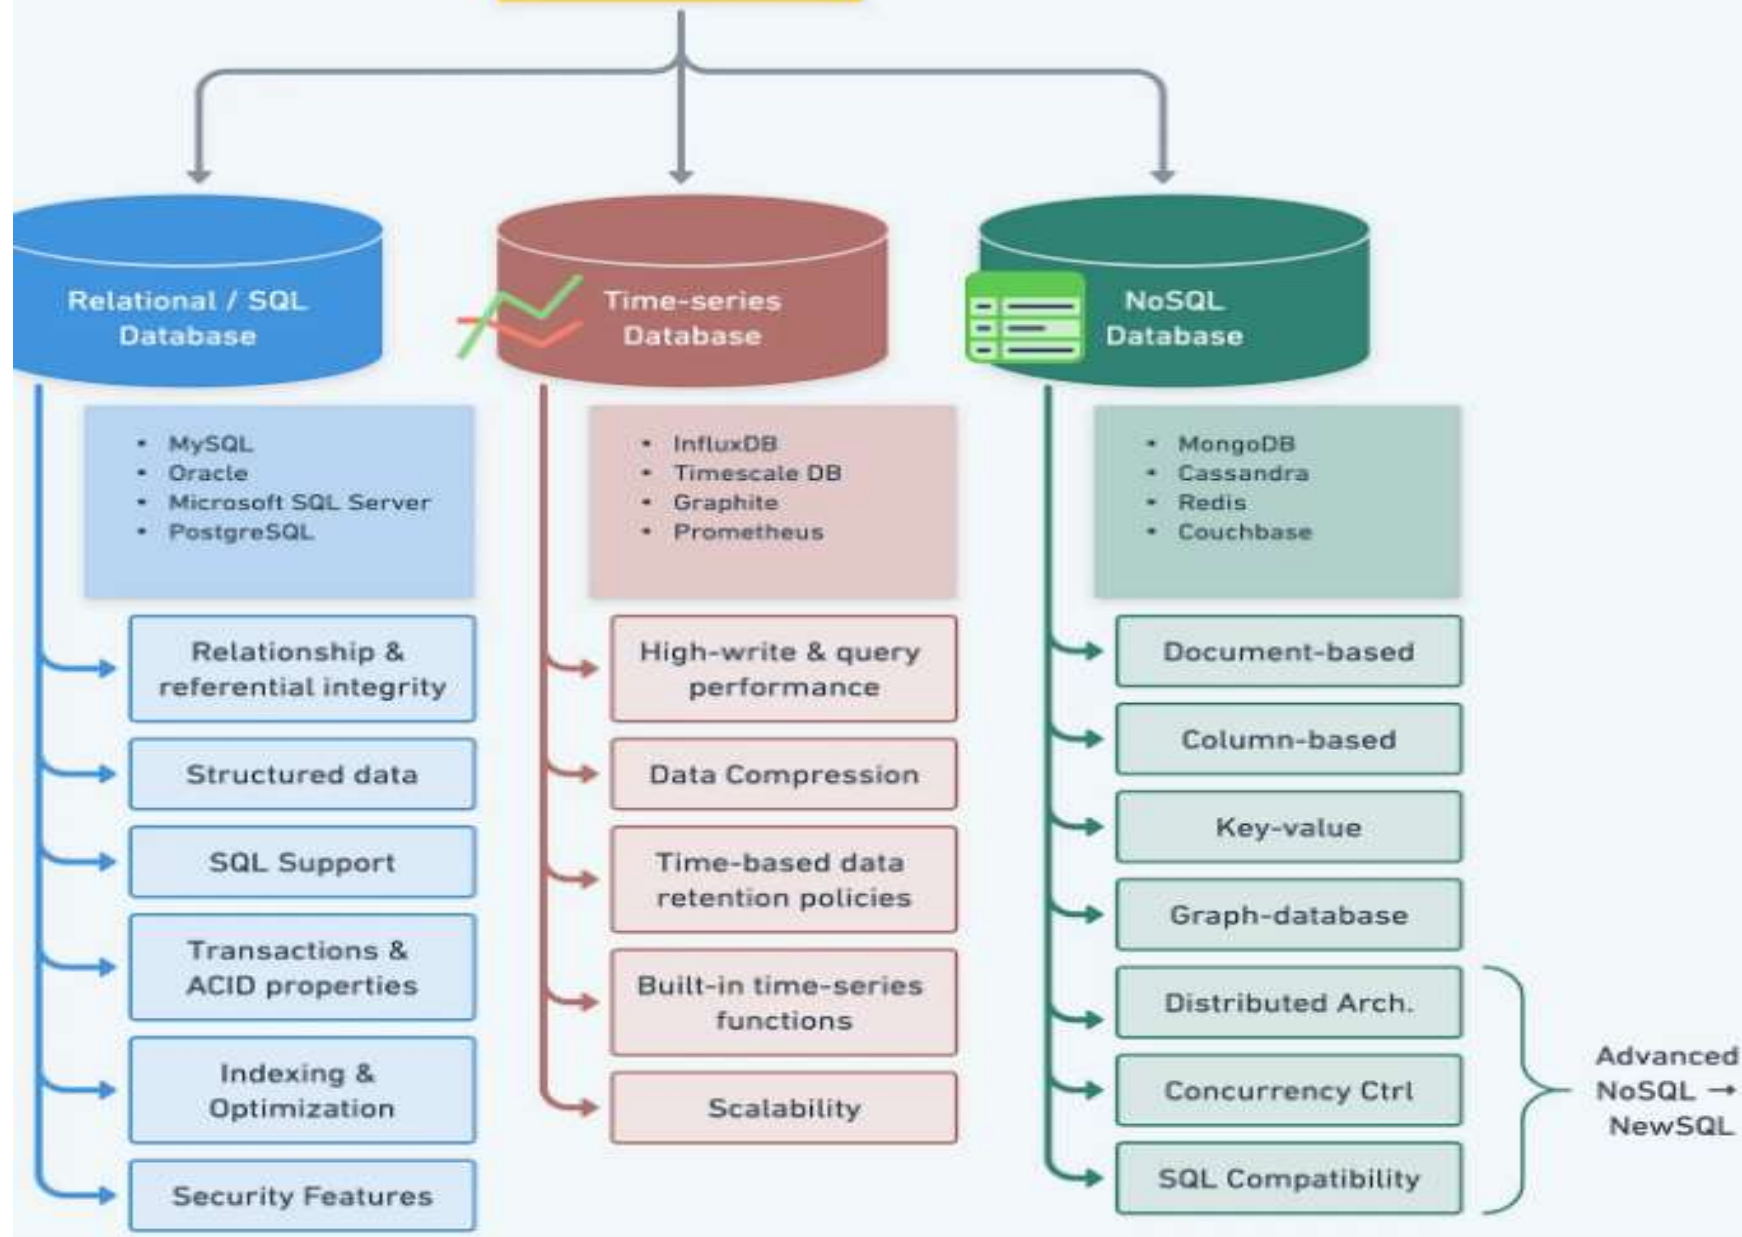 Relational / SQL
Database
• MySQL
• Oracle
• Microsoft SQL Server
• PostgreSQL
Relationship &
referential integrity
Structured data
SQL Support
Transactions &
ACID properties
Indexing &
Optimization
Security Features
Time-series
Database
• InfluxDB
• Timescale DB
• Graphite
• Prometheus
High-write & query
performance
Data Compression
Time-based data
retention policies
Built-in time-series
functions
Scalability
NoSQL
Database
• MongoDB
• Cassandra
• Redis
• Couchbase
Document-based
Column-based
Key-value
Graph-database
Distributed Arch.
Concurrency Ctrl
SQL Compatibility
Advanced
NoSQL →
NewSQL